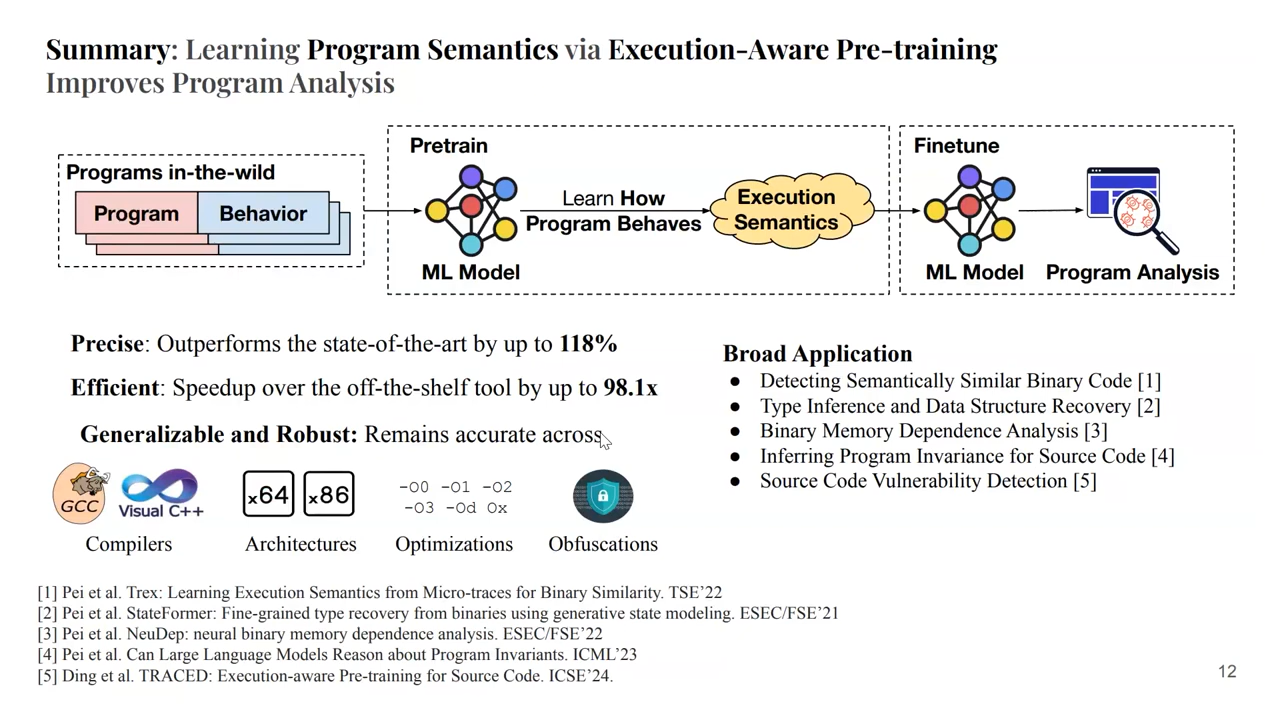 Summary: Learning Program Semantics via Execution-Aware Pre-training
Improves Program Analysis
Programs in-the-wild
Program
Behavior
Pretrain
ML Model
Learn How
Program Behaves
Execution
Semantics
Finetune
ML Model
Program Analysis
Precise: Outperforms the state-of-the-art by up to 118%
Efficient: Speedup over the off-the-shelf tool by up to 98.1x
Generalizable and Robust: Remains accurate across
GCC
Visual C++
x64
x86
-O0 -O1 -O2
-O3 -Od Ox
Compilers
Architectures
Optimizations
Obfuscations
Broad Application
● Detecting Semantically Similar Binary Code [1]
● Type Inference and Data Structure Recovery [2]
● Binary Memory Dependence Analysis [3]
● Inferring Program Invariance for Source Code [4]
● Source Code Vulnerability Detection [5]
[1] Pei et al. Trex: Learning Execution Semantics from Micro-traces for Binary Similarity. TSE’22
[2] Pei et al. StateFormer: Fine-grained type recovery from binaries using generative state modeling. ESEC/FSE’21
[3] Pei et al. NeuDep: neural binary memory dependence analysis. ESEC/FSE’22
[4] Pei et al. Can Large Language Models Reason about Program Invariants. ICML’23
[5] Ding et al. TRACED: Execution-aware Pre-training for Source Code. ICSE’24.
12